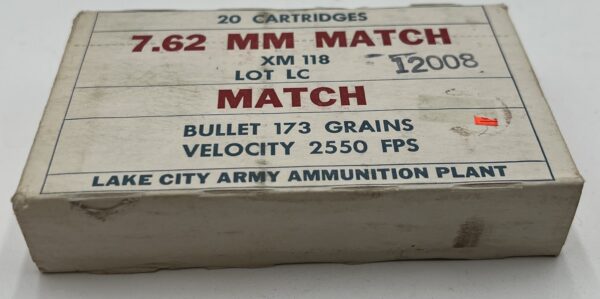 20 CARTRIDGES
7.62 MM MATCH
XM 118
LOT LC 12008
MATCH
BULLET 173 GRAINS
VELOCITY 2550 FPS
LAKE CITY ARMY AMMUNITION PLANT